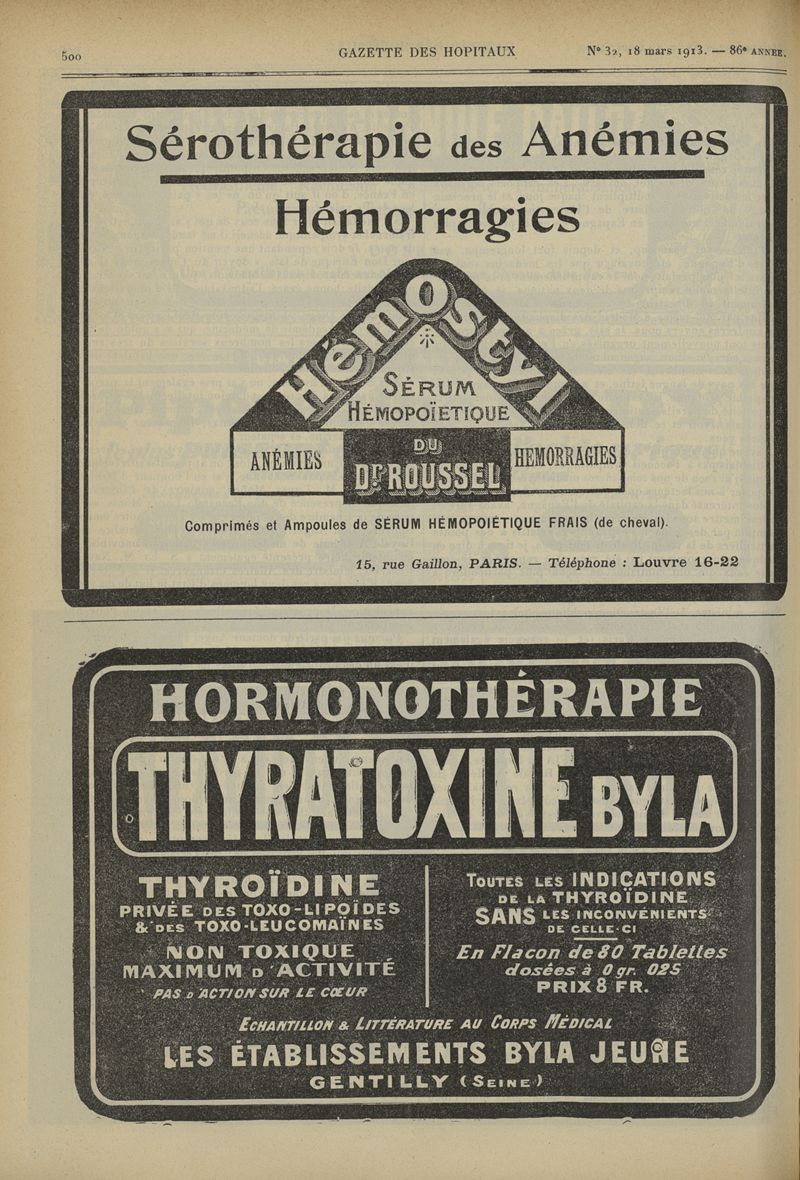 500
GAZETTE DES HOPITAUX
N° 32, 18 mars 1913. — 86e ANNÉE.
Sérothérapie des Anémies
Hémorragies
Hémostyl
SÉRUM
HÉMOPOÏETIQUE
DU
Dr ROUSSEL
ANÉMIES
HEMORRAGIES
Comprimés et Ampoules de SÉRUM HÉMOPOIÉTIQUE FRAIS (de cheval).
15, rue Gaillon, PARIS. — Téléphone : Louvre 16-22
HORMONOTHÉRAPIE
THYRATOXINE BYLA
THYROÏDINE
PRIVÉE DES TOXO-LIPOÏDES
& DES TOXO-LEUCOMAÏNES
NON TOXIQUE
MAXIMUM D'ACTIVITÉ
PAS D'ACTION SUR LE CŒUR
TOUTES LES INDICATIONS
DE LA THYROÏDINE
SANS LES INCONVÉNIENTS
DE CELLE-CI
En Flacon de 80 Tablettes
dosées à 0 gr. 025
PRIX 8 FR.
ECHANTILLON & LITTÉRATURE AU CORPS MÉDICAL
LES ÉTABLISSEMENTS BYLA JEUNE
GENTILLY (SEINE)